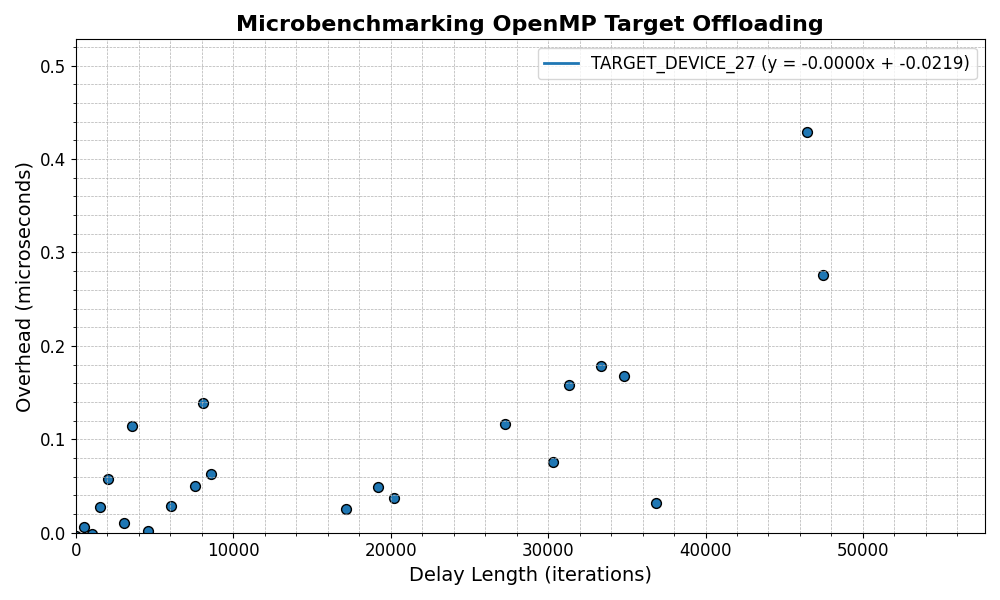 Microbenchmarking OpenMP Target Offloading
TARGET_DEVICE_27 (y = -0.0000x + -0.0219)
Overhead (microseconds)
0.5
0.4
0.3
0.2
0.1
0.0
0 10000 20000 30000 40000 50000
Delay Length (iterations)